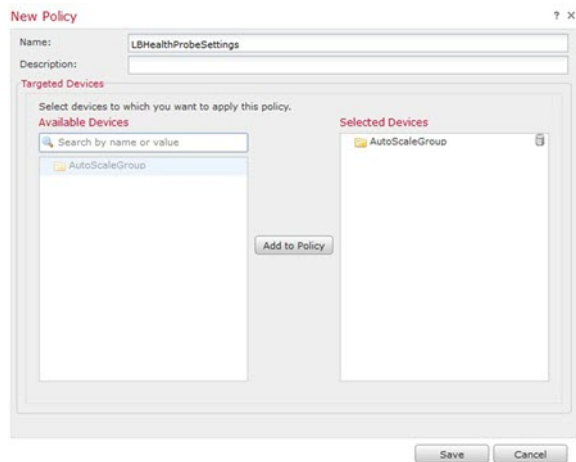 New Policy
? ×
Name:
LBHealthProbeSettings
Description:
Targeted Devices
Select devices to which you want to apply this policy.
Available Devices
Search by name or value
AutoScaleGroup
Add to Policy
Selected Devices
AutoScaleGroup
Save
Cancel